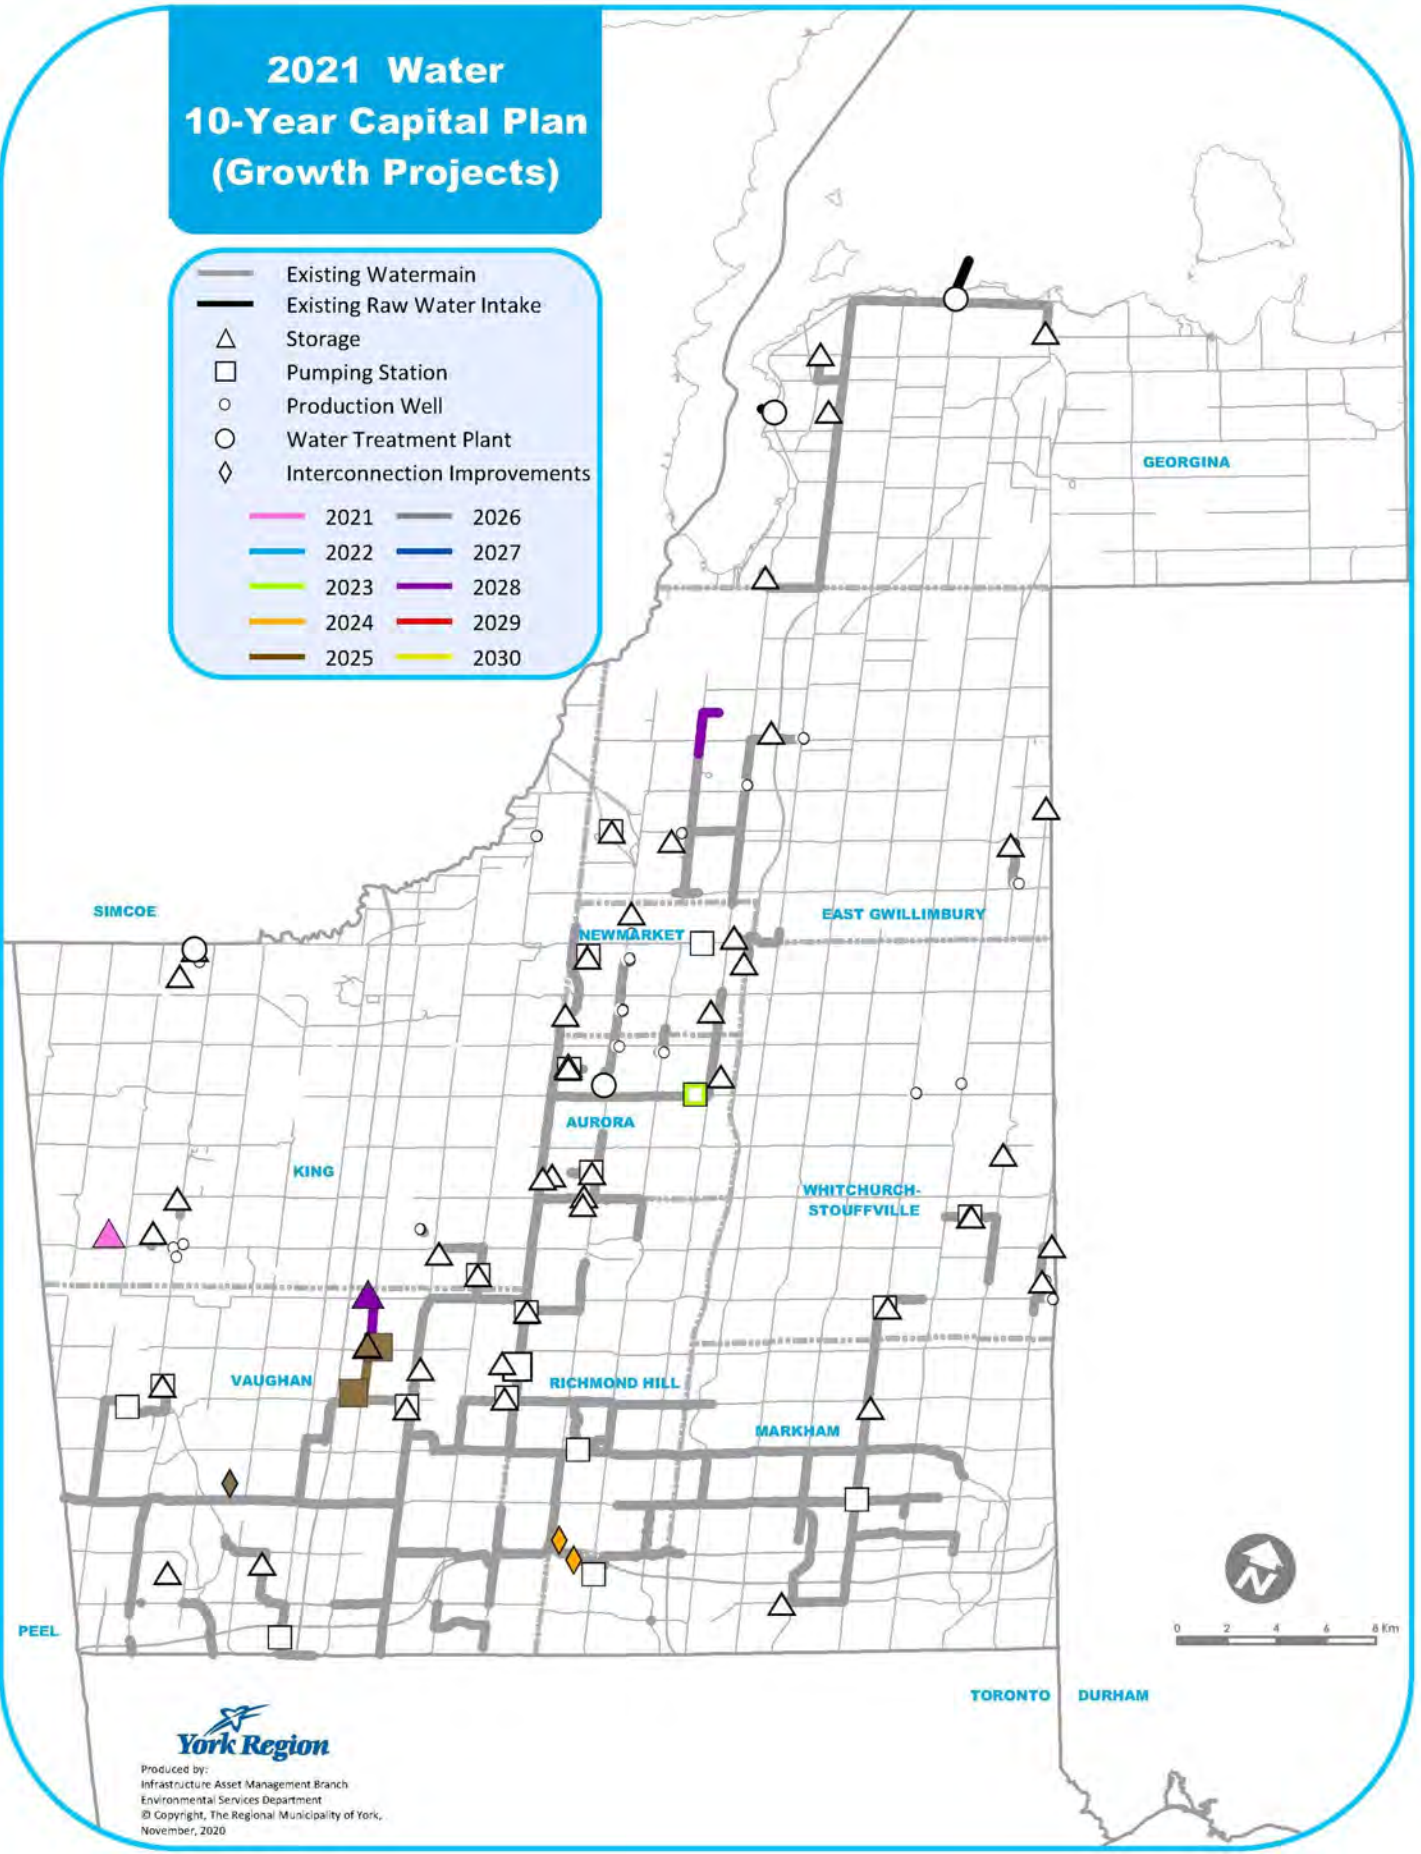 2021 Water
10-Year Capital Plan
(Growth Projects)
Existing Watermain
Existing Raw Water Intake
Storage
Pumping Station
Production Well
Water Treatment Plant
Interconnection Improvements
2021 2026
2022 2027
2023 2028
2024 2029
2025 2030
GEORGINA
SIMCOE
EAST GWILLIMBURY
NEWMARKET
AURORA
KING
WHITCHURCH-
STOUFFVILLE
VAUGHAN
RICHMOND HILL
MARKHAM
N
0 2 4 6 8 Km
PEEL
TORONTO
DURHAM
York Region
Produced by:
Infrastructure Asset Management Branch
Environmental Services Department
© Copyright, The Regional Municipality of York,
November, 2020